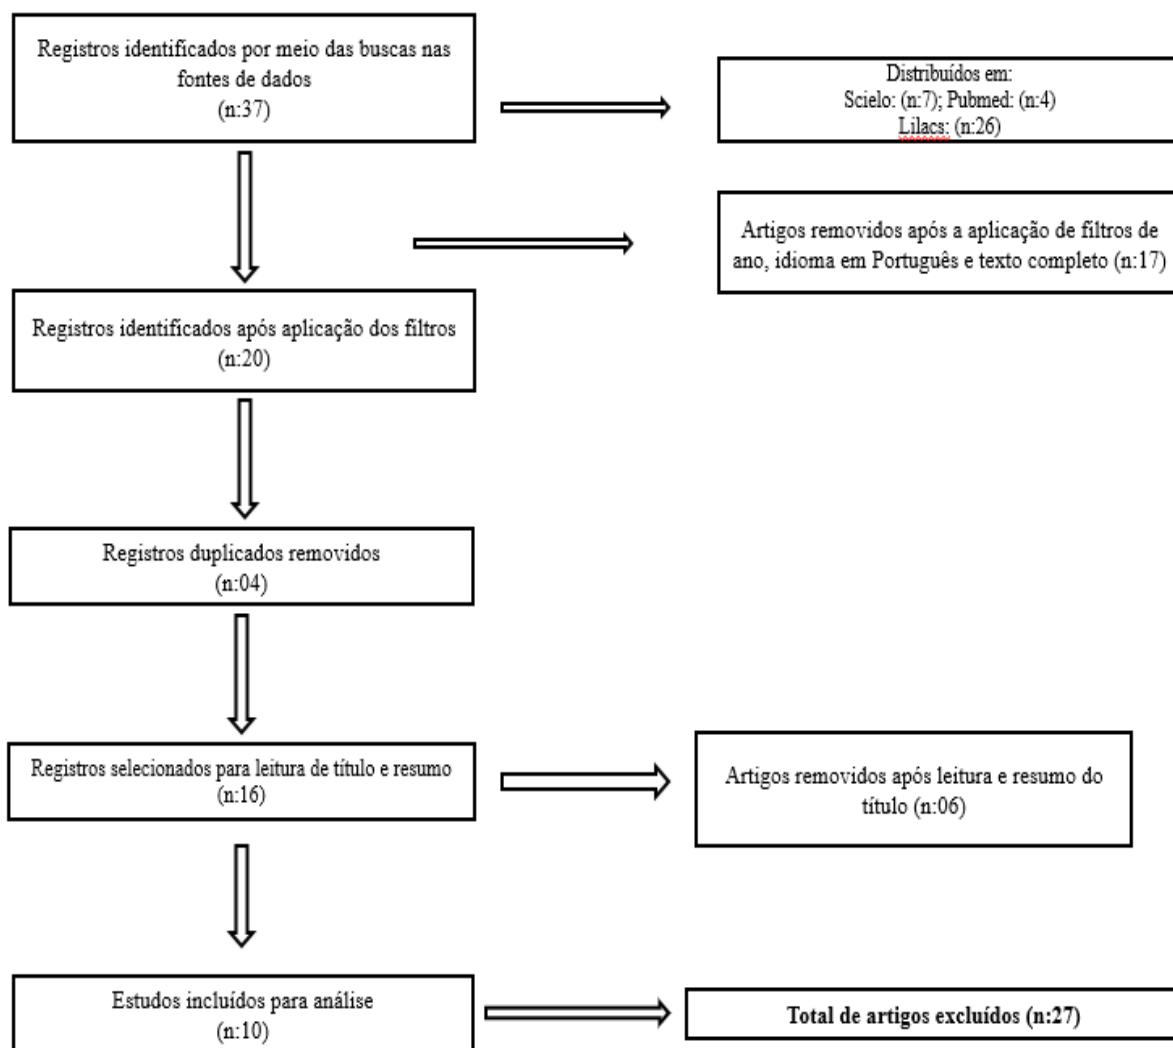 Registros identificados por meio das buscas nas
fontes de dados
(n:37)
Distribuídos em:
Scielo: (n:7); Pubmed: (n:4)
Lilacs: (n:26)
Artigos removidos após a aplicação de filtros de
ano, idioma em Português e texto completo (n:17)
Registros identificados após aplicação dos filtros
(n:20)
Registros duplicados removidos
(n:04)
Registros selecionados para leitura de título e resumo
(n:16)
Artigos removidos após leitura e resumo do
título (n:06)
Estudos incluídos para análise
(n:10)
Total de artigos excluídos (n:27)